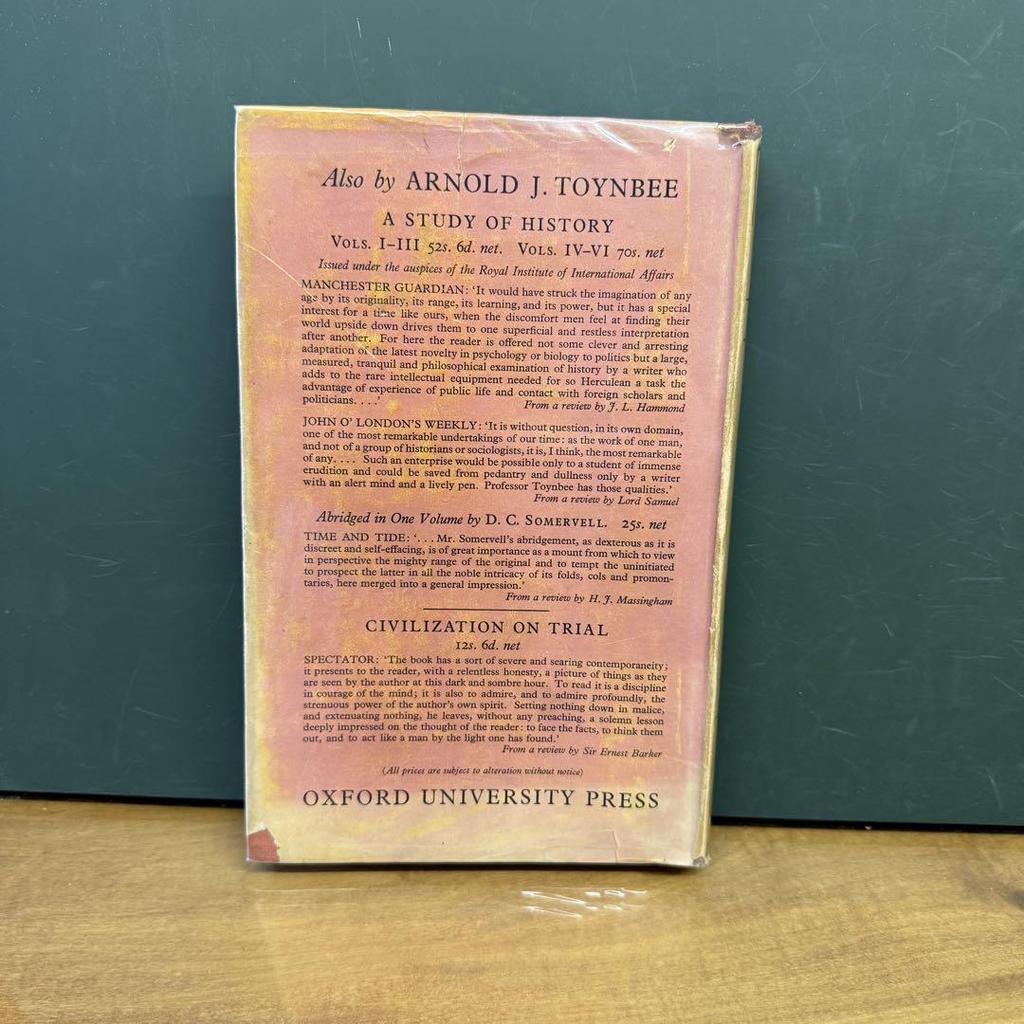 Also by ARNOLD J. TOYNBEE
A STUDY OF HISTORY
VOLS. I–III 52s. 6d. net. VOLS. IV–VI 70s. net
Issued under the auspices of the Royal Institute of International Affairs
MANCHESTER GUARDIAN: ‘It would have struck the imagination of any
age by its originality, its range, its learning, and its power, but it has a special
interest for a time like ours, when the discomfort men feel at finding their
world upside down drives them to one superficial and restless interpretation
after another. For here the reader is offered not some clever and arresting
adaptation of the latest novelty in psychology or biology to politics but a large,
measured, tranquil and philosophical examination of history by a writer who
adds to the rare intellectual equipment needed for so Herculean a task the
advantage of experience of public life and contact with foreign scholars and
politicians. . . .’ From a review by J. L. Hammond
JOHN O’ LONDON’S WEEKLY: ‘It is without question, in its own domain,
one of the most remarkable undertakings of our time: as the work of one man,
and not of a group of historians or sociologists, it is, I think, the most remarkable
of any. . . . Such an enterprise would be possible only to a student of immense
erudition and could be saved from pedantry and dullness only by a writer
with an alert mind and a lively pen. Professor Toynbee has those qualities.’
From a review by Lord Samuel
Abridged in One Volume by D. C. SOMERVELL. 25s. net
TIME AND TIDE: ‘. . . Mr. Somervell’s abridgement, as dexterous as it is
discreet and self-effacing, is of great importance as a mount from which to view
in perspective the mighty range of the original and to tempt the uninitiated
to prospect the latter in all the noble intricacy of its folds, cols and promon-
taries, here merged into a general impression.’
From a review by H. J. Massingham
CIVILIZATION ON TRIAL
12s. 6d. net
SPECTATOR: ‘The book has a sort of severe and searing contemporaneity;
it presents to the reader, with a relentless honesty, a picture of things as they
are seen by the author at this dark and sombre hour. To read it is a discipline
in courage of the mind; it is also to admire, and to admire profoundly, the
strenuous power of the author’s own spirit. Setting nothing down in malice,
and extenuating nothing, he leaves, without any preaching, a solemn lesson
deeply impressed on the thought of the reader: to face the facts, to think them
out, and to act like a man by the light one has found.’
From a review by Sir Ernest Barker
(All prices are subject to alteration without notice)
OXFORD UNIVERSITY PRESS